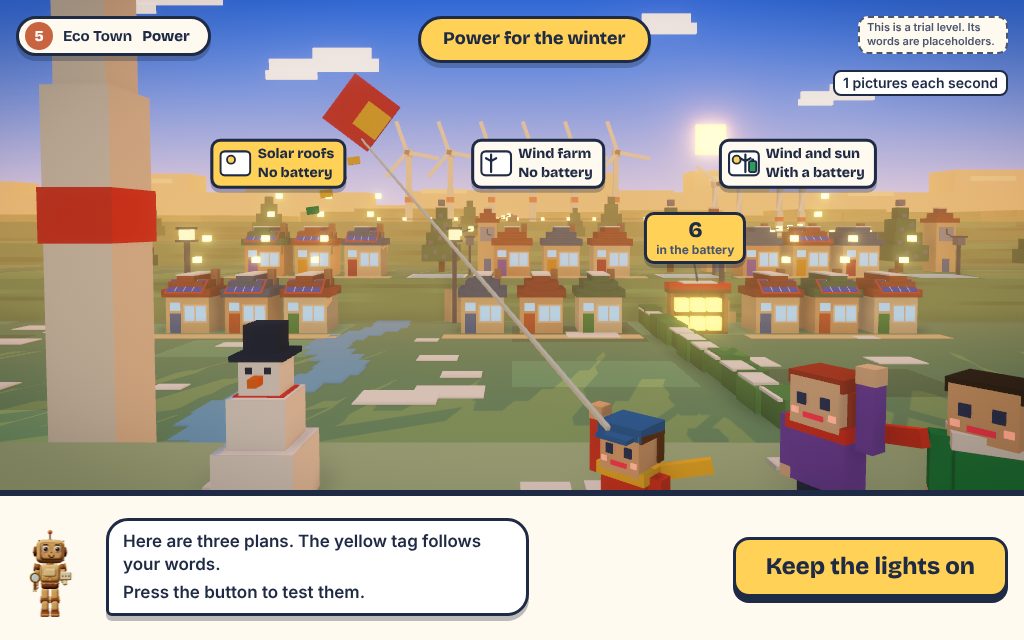 5 Eco Town Power
Power for the winter
This is a trial level. Its
words are placeholders.
1 pictures each second
Solar roofs
No battery
Wind farm
No battery
Wind and sun
With a battery
6
in the battery
Here are three plans. The yellow tag follows
your words.
Press the button to test them.
Keep the lights on